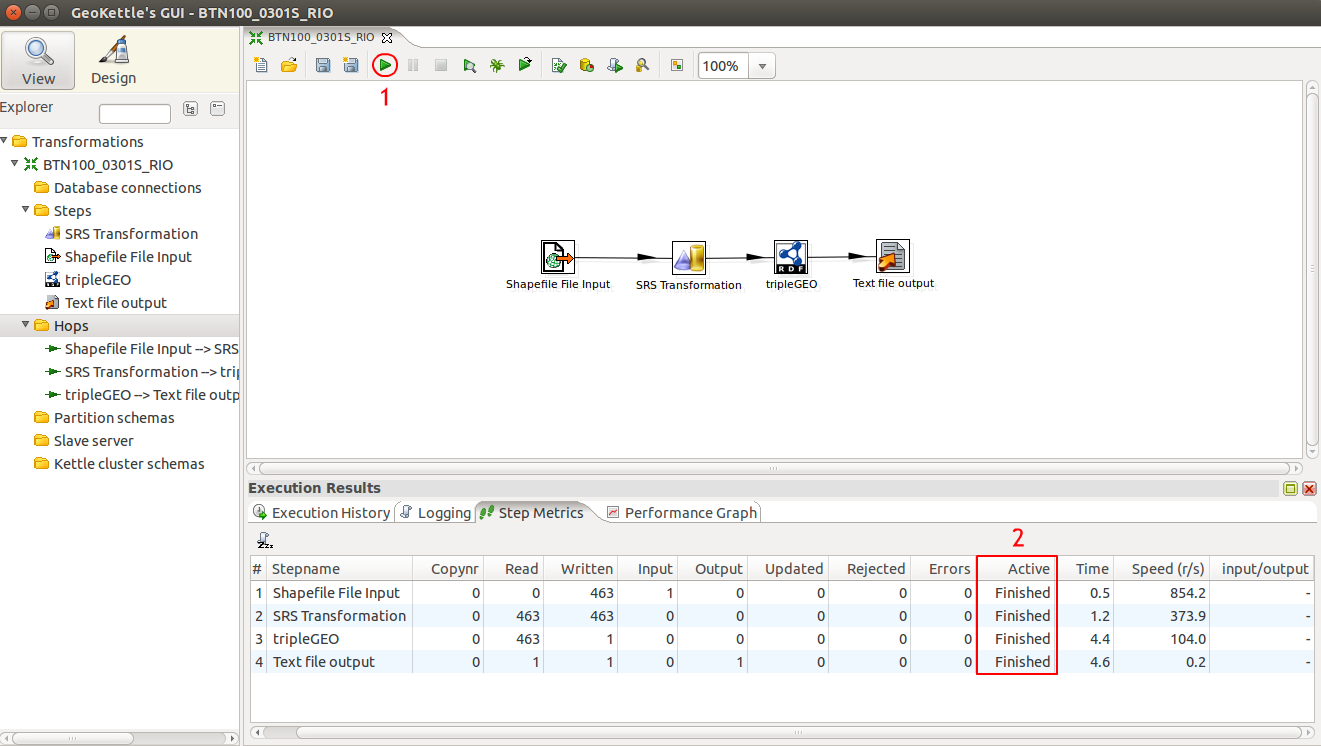 GeoKettle's GUI - BTN100_0301S_RIO
View
Design
Explorer
Transformations
BTN100_0301S_RIO
Database connections
Steps
SRS Transformation
Shapefile File Input
tripleGEO
Text file output
Hops
Shapefile File Input --> SRS
SRS Transformation --> trip
tripleGEO --> Text file outp
Partition schemas
Slave server
Kettle cluster schemas
BTN100_0301S_RIO
100%
1
Shapefile File Input
SRS Transformation
RDF
tripleGEO
Text file output
Execution Results
Execution History
Logging
Step Metrics
Performance Graph
2
# Stepname Copynr Read Written Input Output Updated Rejected Errors Active Time Speed (r/s) input/output
1 Shapefile File Input 0 0 463 1 0 0 0 0 Finished 0.5 854.2 -
2 SRS Transformation 0 463 463 0 0 0 0 0 Finished 1.2 373.9 -
3 tripleGEO 0 463 1 0 0 0 0 0 Finished 4.4 104.0 -
4 Text file output 0 1 1 0 1 0 0 0 Finished 4.6 0.2 -